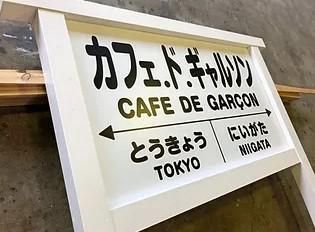 カフェ.ド.ギャルソン
CAFE DE GARÇON
とうきょう にいがた
TOKYO NIIGATA